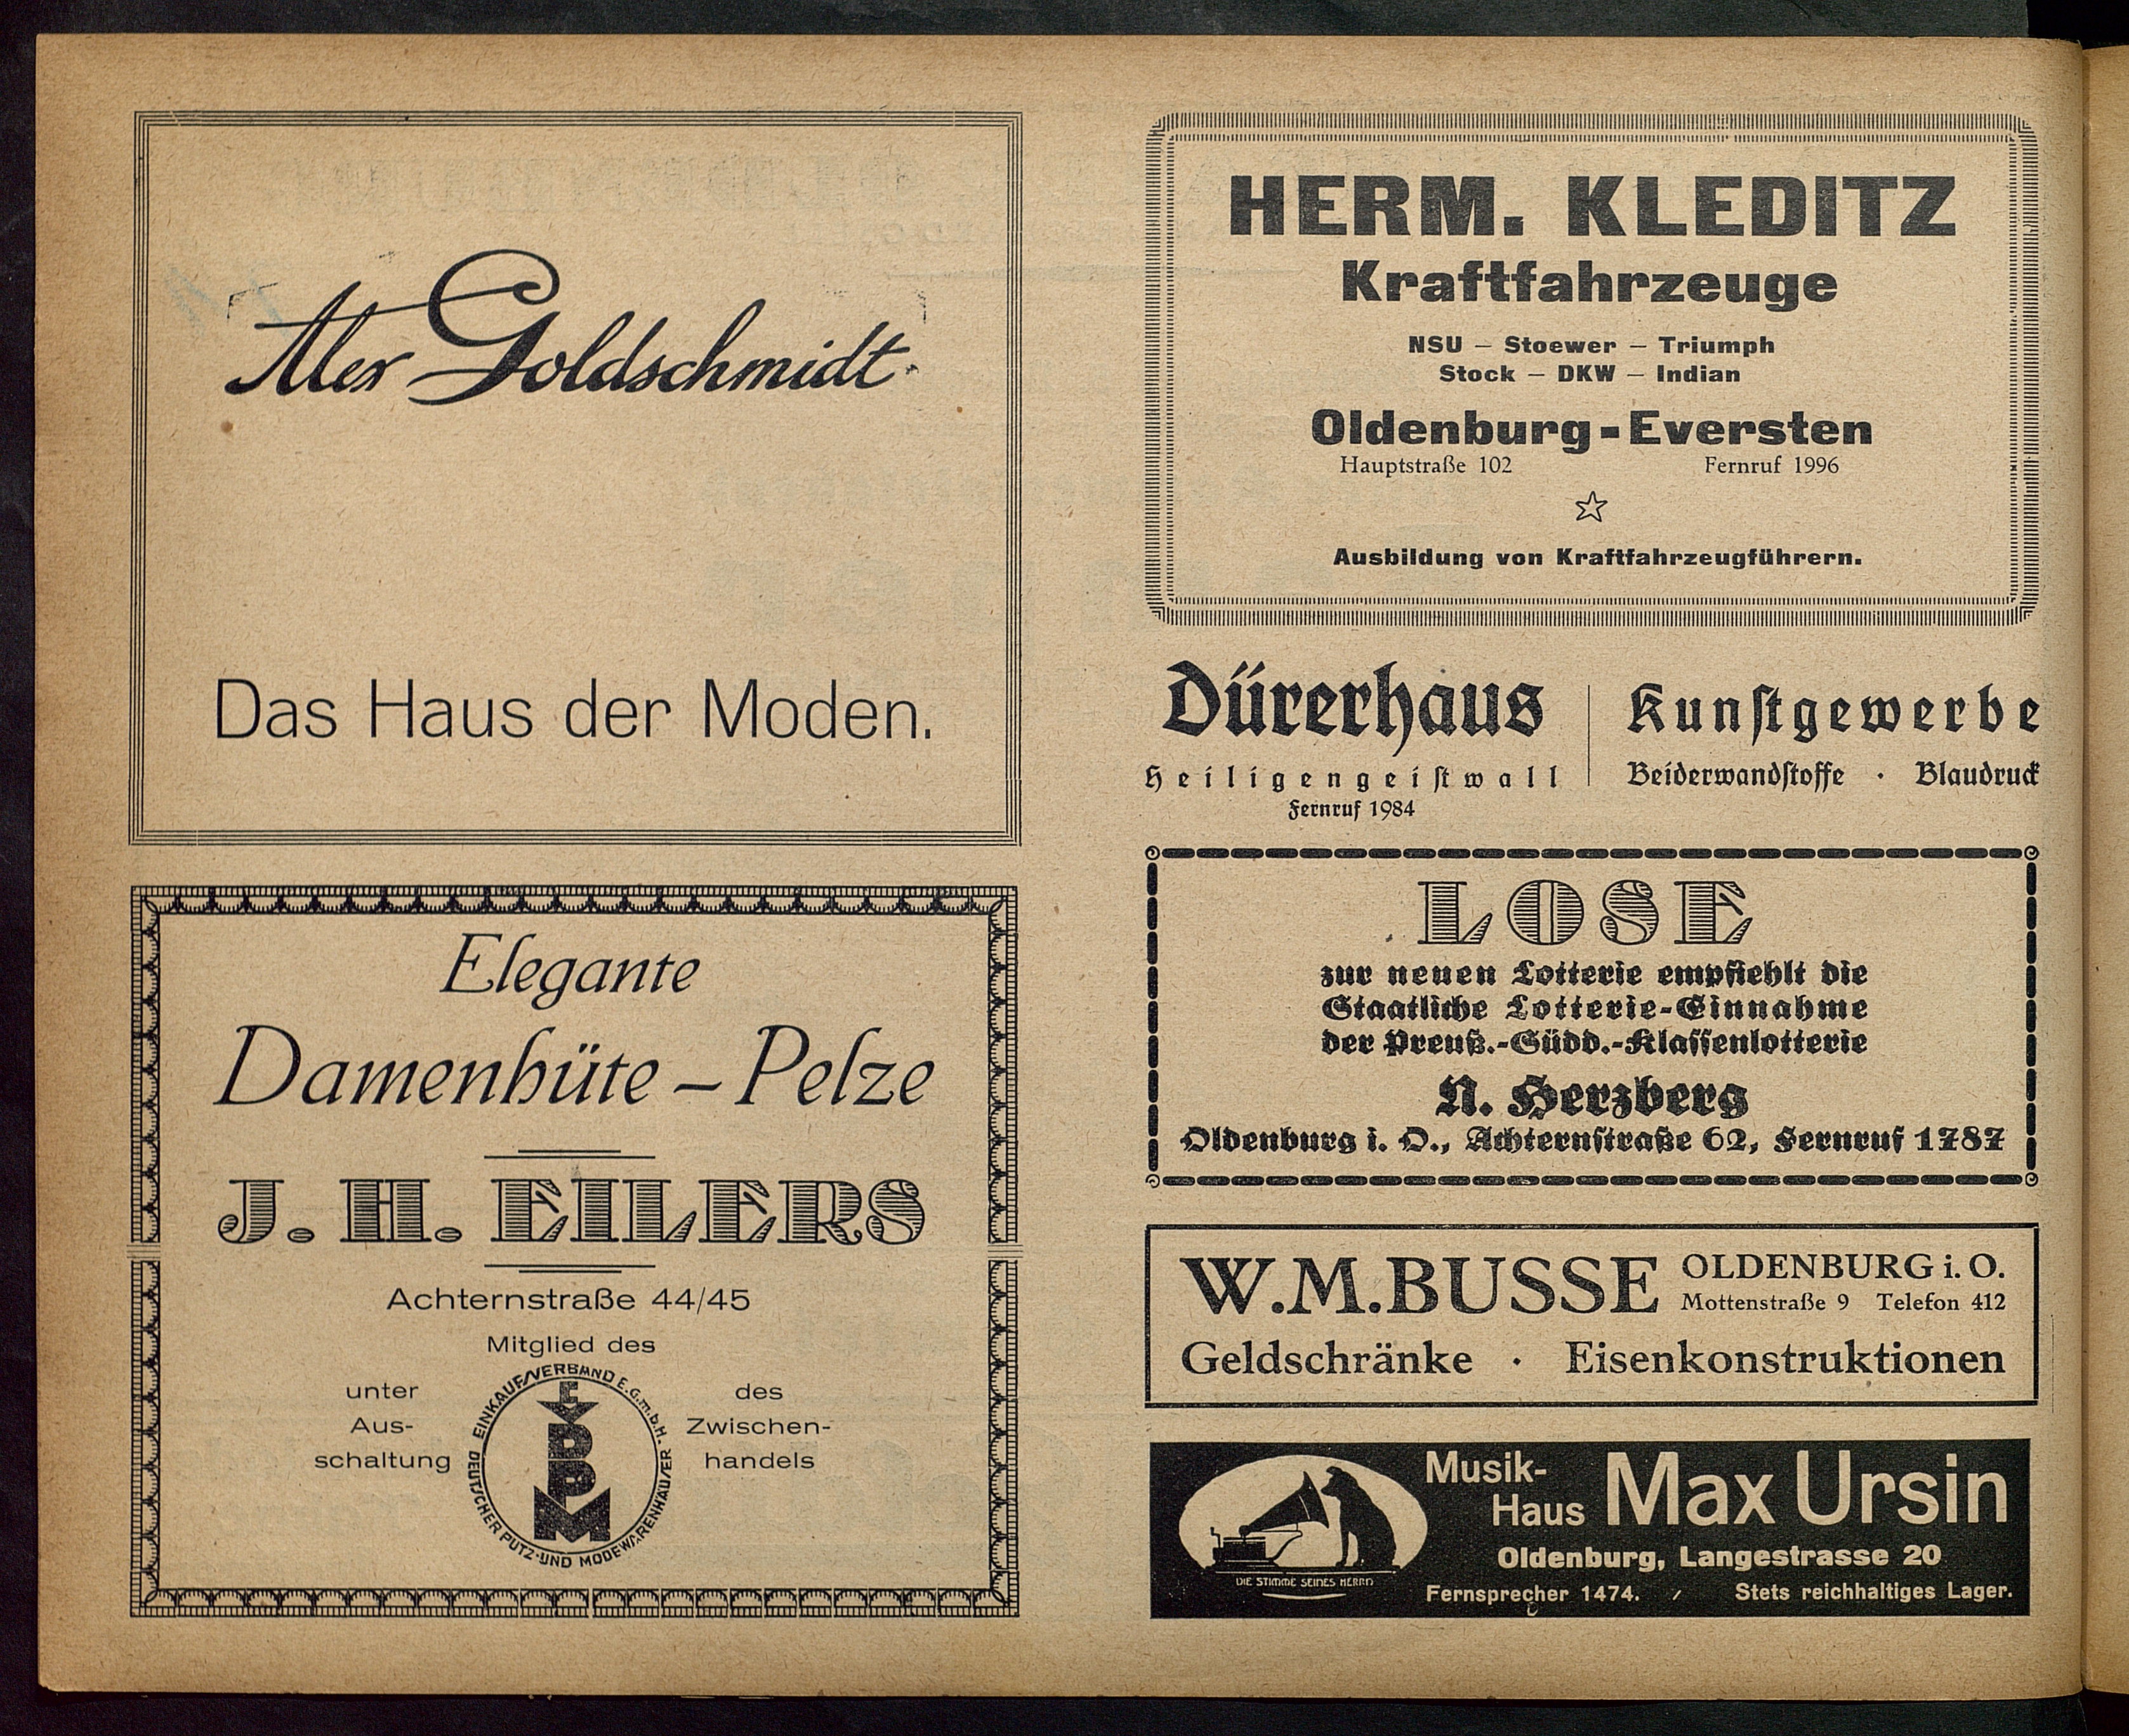 Alex Goldschmidt
Das Haus der Moden.
Elegante
Damenhüte – Pelze
J. H. EILERS
Achternstraße 44/45
Mitglied des
unter
Aus-
schaltung
DEUTSCHER PUTZ-UND MODEWARENHÄUSER EINKAUFSVERBAND E.G.m.b.H.
E
V
D
P
M
des
Zwischen-
handels
HERM. KLEDITZ
Kraftfahrzeuge
NSU – Stoewer – Triumph
Stock – DKW – Indian
Oldenburg-Eversten
Hauptstraße 102 Fernruf 1996
Ausbildung von Kraftfahrzeugführern.
Dürerhaus
Heiligengeiſtwall
Fernruf 1984
Kunſtgewerbe
Beiderwandſtoffe · Blaudruck
LOSE
zur neuen Lotterie empfiehlt die
Staatliche Lotterie-Einnahme
der Preuß.-Südd.-Klaſſenlotterie
N. Herzberg
Oldenburg i. O., Achternſtraße 62, Fernruf 1787
W. M. BUSSE
OLDENBURG i. O.
Mottenstraße 9 Telefon 412
Geldschränke · Eisenkonstruktionen
DIE STIMME SEINES HERRN
Musik-
Haus Max Ursin
Oldenburg, Langestrasse 20
Fernsprecher 1474. / Stets reichhaltiges Lager.